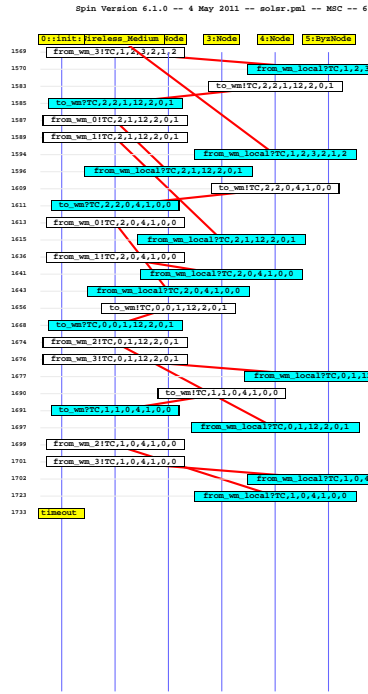 Spin Version 6.1.0 -- 4 May 2011 -- solsr.pml -- MSC -- 6
0::init: Wireless_Medium Node 3:Node 4:Node 5:ByzNode
1569 from_wm_3!TC,1,2,3,2,1,2
1570 from_wm_local?TC,1,2,3
1583 to_wm!TC,2,2,1,12,2,0,1
1585 to_wm?TC,2,2,1,12,2,0,1
1587 from_wm_0!TC,2,1,12,2,0,1
1589 from_wm_1!TC,2,1,12,2,0,1
1594 from_wm_local?TC,1,2,3,2,1,2
1596 from_wm_local?TC,2,1,12,2,0,1
1609 to_wm!TC,2,2,0,4,1,0,0
1611 to_wm?TC,2,2,0,4,1,0,0
1613 from_wm_0!TC,2,0,4,1,0,0
1615 from_wm_local?TC,2,1,12,2,0,1
1636 from_wm_1!TC,2,0,4,1,0,0
1641 from_wm_local?TC,2,0,4,1,0,0
1643 from_wm_local?TC,2,0,4,1,0,0
1656 to_wm!TC,0,0,1,12,2,0,1
1668 to_wm?TC,0,0,1,12,2,0,1
1674 from_wm_2!TC,0,1,12,2,0,1
1676 from_wm_3!TC,0,1,12,2,0,1
1677 from_wm_local?TC,0,1,1
1690 to_wm!TC,1,1,0,4,1,0,0
1691 to_wm?TC,1,1,0,4,1,0,0
1697 from_wm_local?TC,0,1,12,2,0,1
1699 from_wm_2!TC,1,0,4,1,0,0
1701 from_wm_3!TC,1,0,4,1,0,0
1702 from_wm_local?TC,1,0,4
1723 from_wm_local?TC,1,0,4,1,0,0
1733 timeout